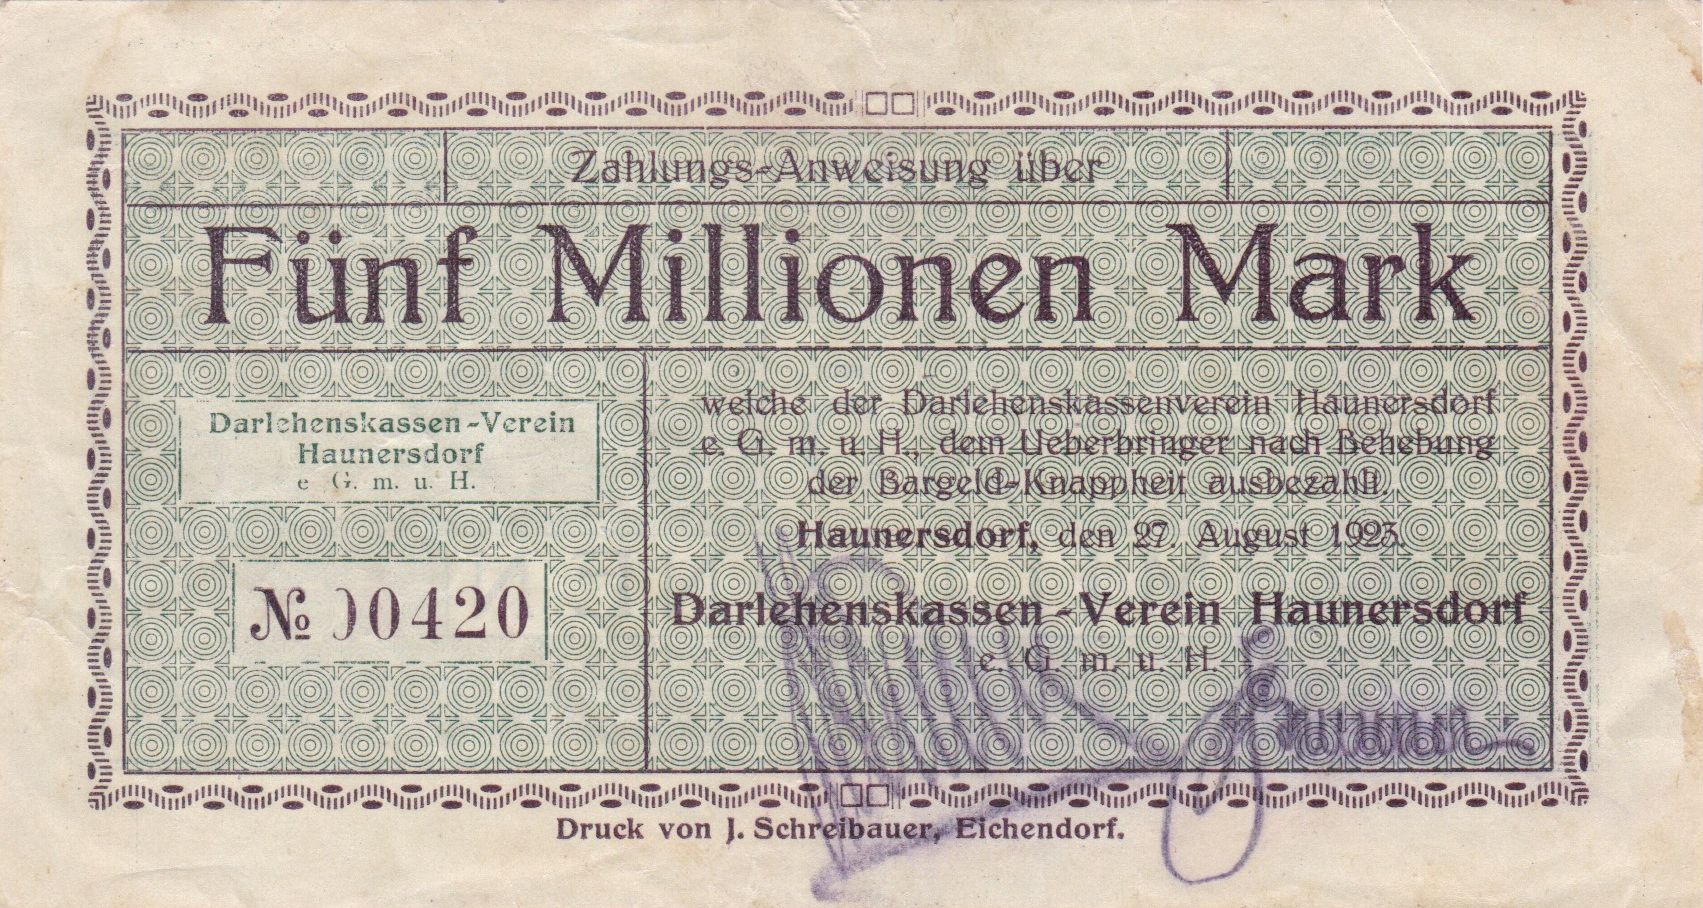 Zahlungs-Anweisung über
Fünf Millionen Mark
Darlehenskassen-Verein
Haunersdorf
e G. m. u. H.
№ 00420
welche der Darlehenskassenverein Haunersdorf
e. G. m. u. H., dem Ueberbringer nach Behebung
der Bargeld-Knappheit ausbezahlt.
Haunersdorf, den 27. August 1923.
Darlehenskassen-Verein Haunersdorf
e. G. m. u. H.
Druck von J. Schreibauer, Eichendorf.